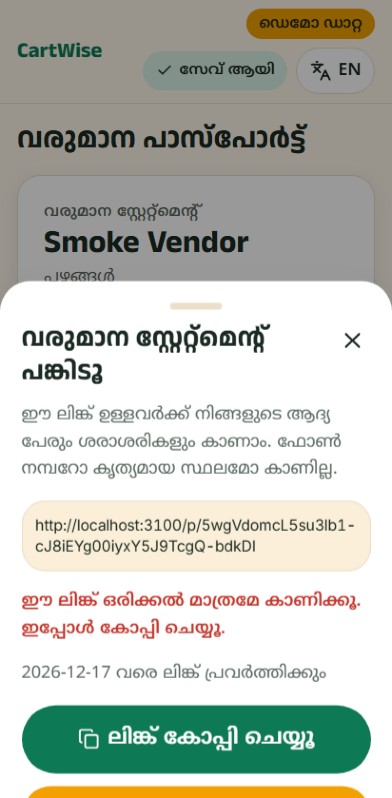 ഡെമോ ഡാറ്റ
CartWise
സേവ് ആയി
EN
വരുമാന പാസ്‌പോർട്ട്
വരുമാന സ്റ്റേറ്റ്മെന്റ്
Smoke Vendor
പഴങ്ങൾ
വരുമാന സ്റ്റേറ്റ്മെന്റ്
പങ്കിടൂ
ഈ ലിങ്ക് ഉള്ളവർക്ക് നിങ്ങളുടെ ആദ്യ
പേരും ശരാശരികളും കാണാം. ഫോൺ
നമ്പറോ കൃത്യമായ സ്ഥലമോ കാണില്ല.
http://localhost:3100/p/5wgVdomcL5su3lb1-
cJ8iEYg00iyxY5J9TcgQ-bdkDI
ഈ ലിങ്ക് ഒരിക്കൽ മാത്രമേ കാണിക്കൂ.
ഇപ്പോൾ കോപ്പി ചെയ്യൂ.
2026-12-17 വരെ ലിങ്ക് പ്രവർത്തിക്കും
ലിങ്ക് കോപ്പി ചെയ്യൂ